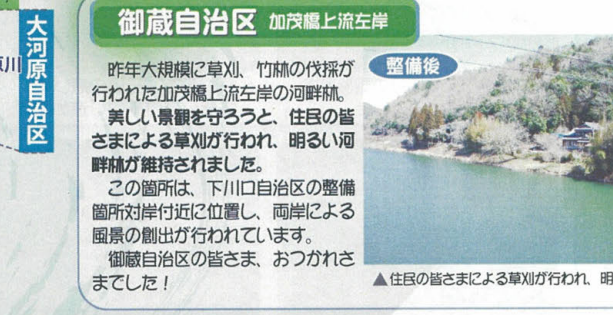 大河原自治区
川
御蔵自治区 加茂橋上流左岸
昨年大規模に草刈、竹林の伐採が
行われた加茂橋上流左岸の河畔林。
美しい景観を守ろうと、住民の皆
さまによる草刈が行われ、明るい河
畔林が維持されました。
この箇所は、下川口自治区の整備
箇所対岸付近に位置し、両岸による
風景の創出が行われています。
御蔵自治区の皆さま、おつかれさ
までした！
整備後
▲住民の皆さまによる草刈が行われ、明